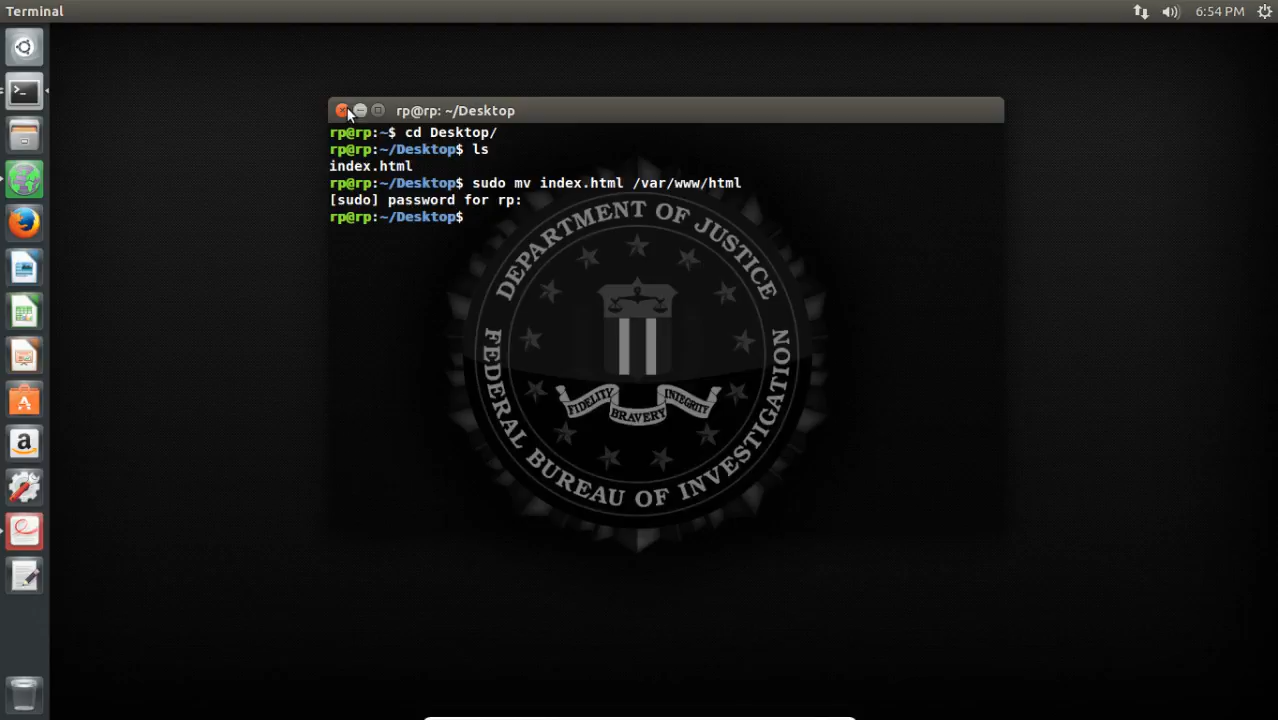 Terminal
6:54 PM
rp@rp: ~/Desktop
rp@rp:~$ cd Desktop/
rp@rp:~/Desktop$ ls
index.html
rp@rp:~/Desktop$ sudo mv index.html /var/www/html
[sudo] password for rp:
rp@rp:~/Desktop$
DEPARTMENT OF JUSTICE
FIDELITY
BRAVERY
INTEGRITY
FEDERAL BUREAU OF INVESTIGATION